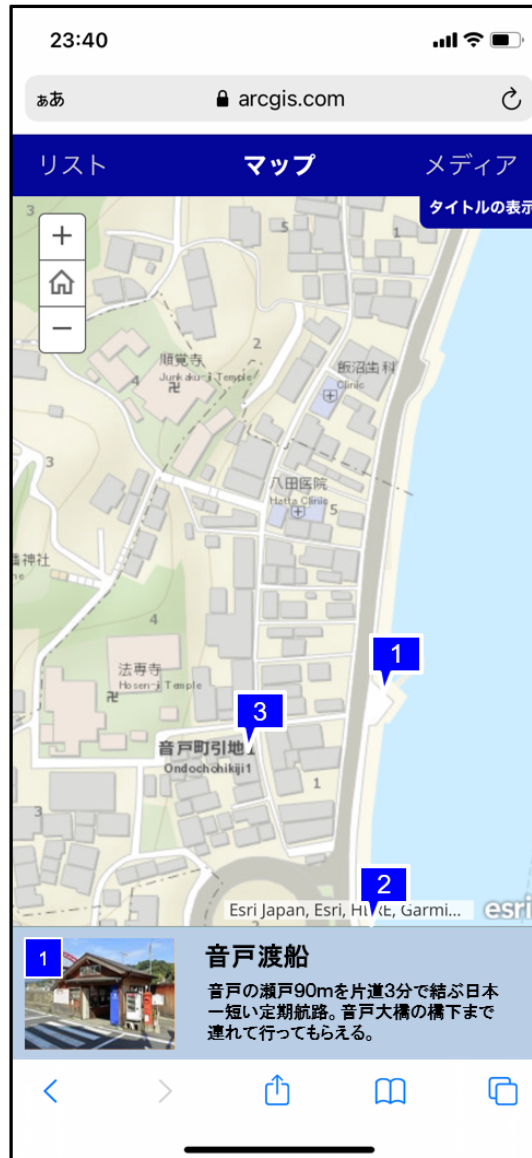 23:40
ぁあ
arcgis.com
リスト
マップ
メディア
タイトルの表示
3
5
1
+
−
2
順覚寺
Junkaku-ji Temple
4
飯沼歯科
Clinic
3
八田医院
Hatta Clinic
5
神社
ne
4
1
法専寺
Hosen-ji Temple
3
音戸町引地1
Ondochohikiji1
1
3
2
Esri Japan, Esri, HERE, Garmi...
esri
1
音戸渡船
音戸の瀬戸90mを片道3分で結ぶ日本
一短い定期航路。音戸大橋の橋下まで
連れて行ってもらえる。